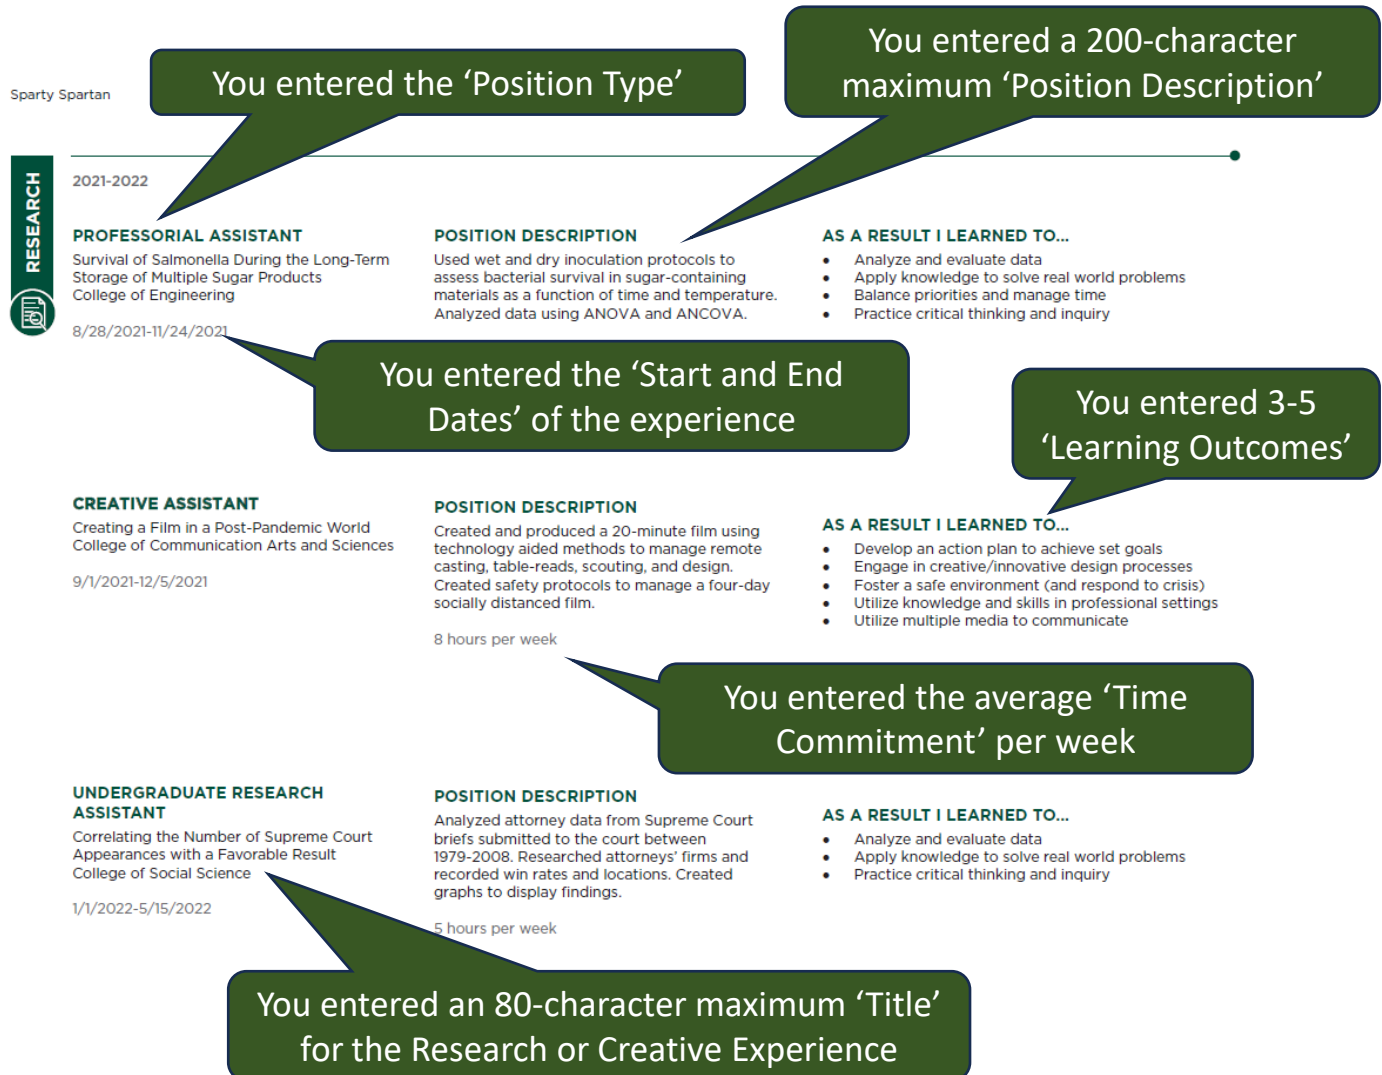 You entered the ‘Position Type’
You entered a 200-character
maximum ‘Position Description’
Sparty Spartan
RESEARCH
2021-2022
PROFESSORIAL ASSISTANT
Survival of Salmonella During the Long-Term
Storage of Multiple Sugar Products
College of Engineering
8/28/2021-11/24/2021
POSITION DESCRIPTION
Used wet and dry inoculation protocols to
assess bacterial survival in sugar-containing
materials as a function of time and temperature.
Analyzed data using ANOVA and ANCOVA.
AS A RESULT I LEARNED TO...
• Analyze and evaluate data
• Apply knowledge to solve real world problems
• Balance priorities and manage time
• Practice critical thinking and inquiry
You entered the ‘Start and End
Dates’ of the experience
You entered 3-5
‘Learning Outcomes’
CREATIVE ASSISTANT
Creating a Film in a Post-Pandemic World
College of Communication Arts and Sciences
9/1/2021-12/5/2021
POSITION DESCRIPTION
Created and produced a 20-minute film using
technology aided methods to manage remote
casting, table-reads, scouting, and design.
Created safety protocols to manage a four-day
socially distanced film.
8 hours per week
AS A RESULT I LEARNED TO...
• Develop an action plan to achieve set goals
• Engage in creative/innovative design processes
• Foster a safe environment (and respond to crisis)
• Utilize knowledge and skills in professional settings
• Utilize multiple media to communicate
You entered the average ‘Time
Commitment’ per week
UNDERGRADUATE RESEARCH
ASSISTANT
Correlating the Number of Supreme Court
Appearances with a Favorable Result
College of Social Science
1/1/2022-5/15/2022
POSITION DESCRIPTION
Analyzed attorney data from Supreme Court
briefs submitted to the court between
1979-2008. Researched attorneys' firms and
recorded win rates and locations. Created
graphs to display findings.
5 hours per week
AS A RESULT I LEARNED TO...
• Analyze and evaluate data
• Apply knowledge to solve real world problems
• Practice critical thinking and inquiry
You entered an 80-character maximum ‘Title’
for the Research or Creative Experience